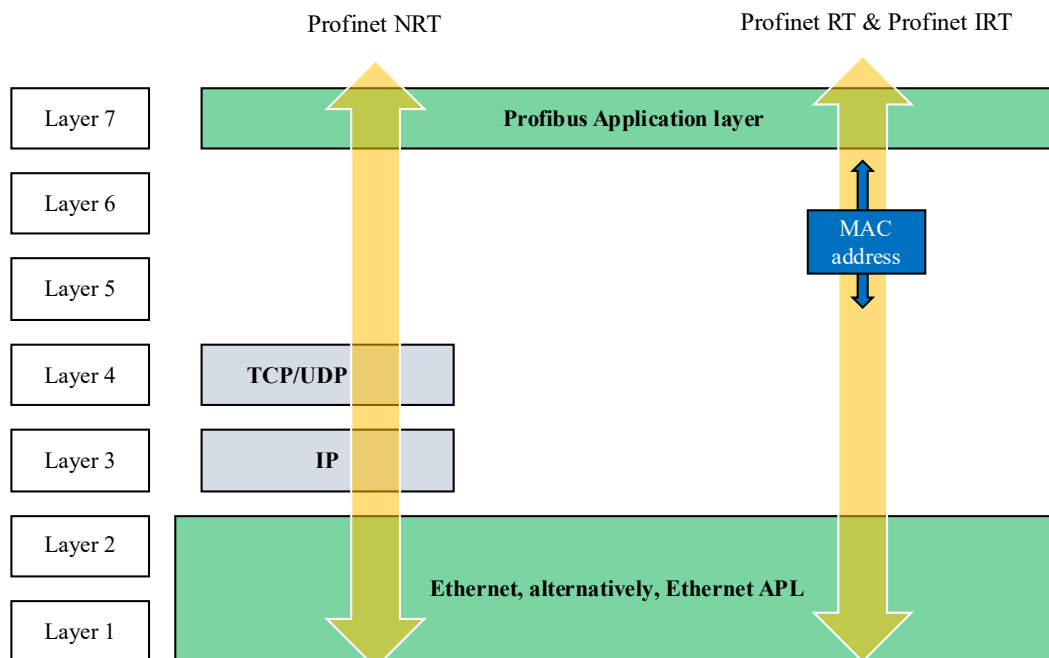 Profinet NRT
Profinet RT & Profinet IRT
Layer 7
Profibus Application layer
Layer 6
MAC
address
Layer 5
Layer 4
TCP/UDP
Layer 3
IP
Layer 2
Ethernet, alternatively, Ethernet APL
Layer 1